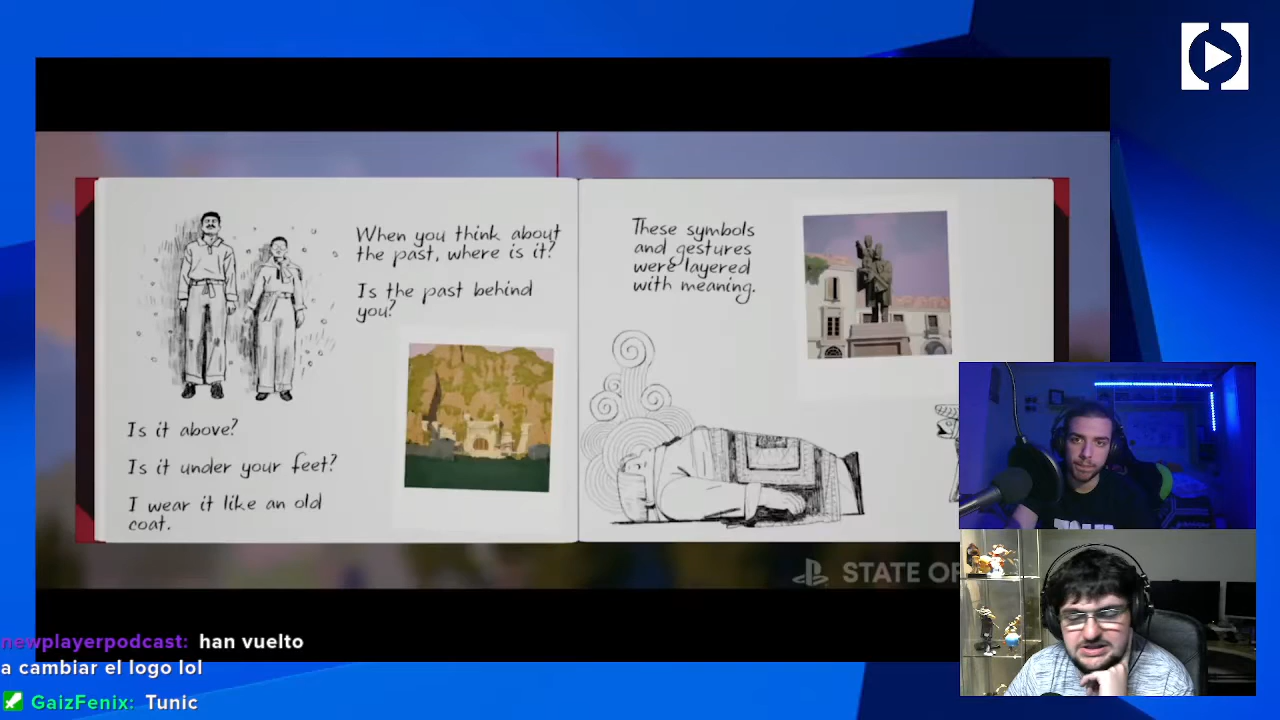 When you think about
the past, where is it?
Is the past behind
you?
Is it above?
Is it under your feet?
I wear it like an old
coat.
These symbols
and gestures
were layered
with meaning.
STATE OF
newplayerpodcast: han vuelto
a cambiar el logo lol
GaizFenix: Tunic